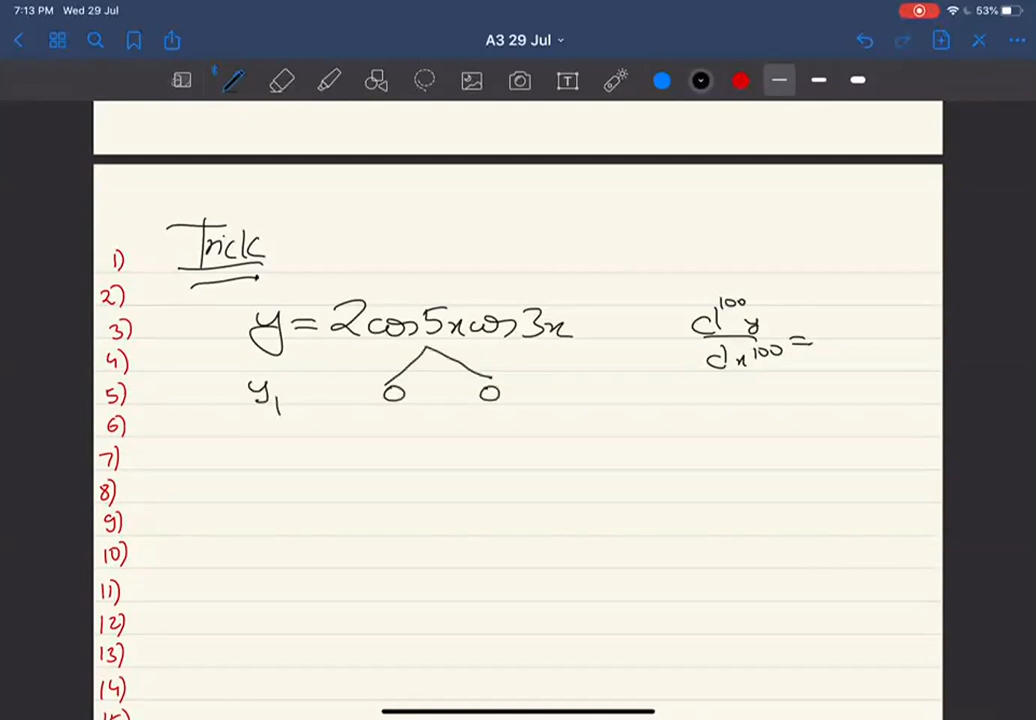 7:13 PM Wed 29 Jul
53%
A3 29 Jul
T
Trick
1)
2)
3)
4)
5)
6)
7)
8)
9)
10)
11)
12)
13)
14)
y = 2cos5xcos3x
d¹⁰⁰y/dx¹⁰⁰ =
y₁ 0 0